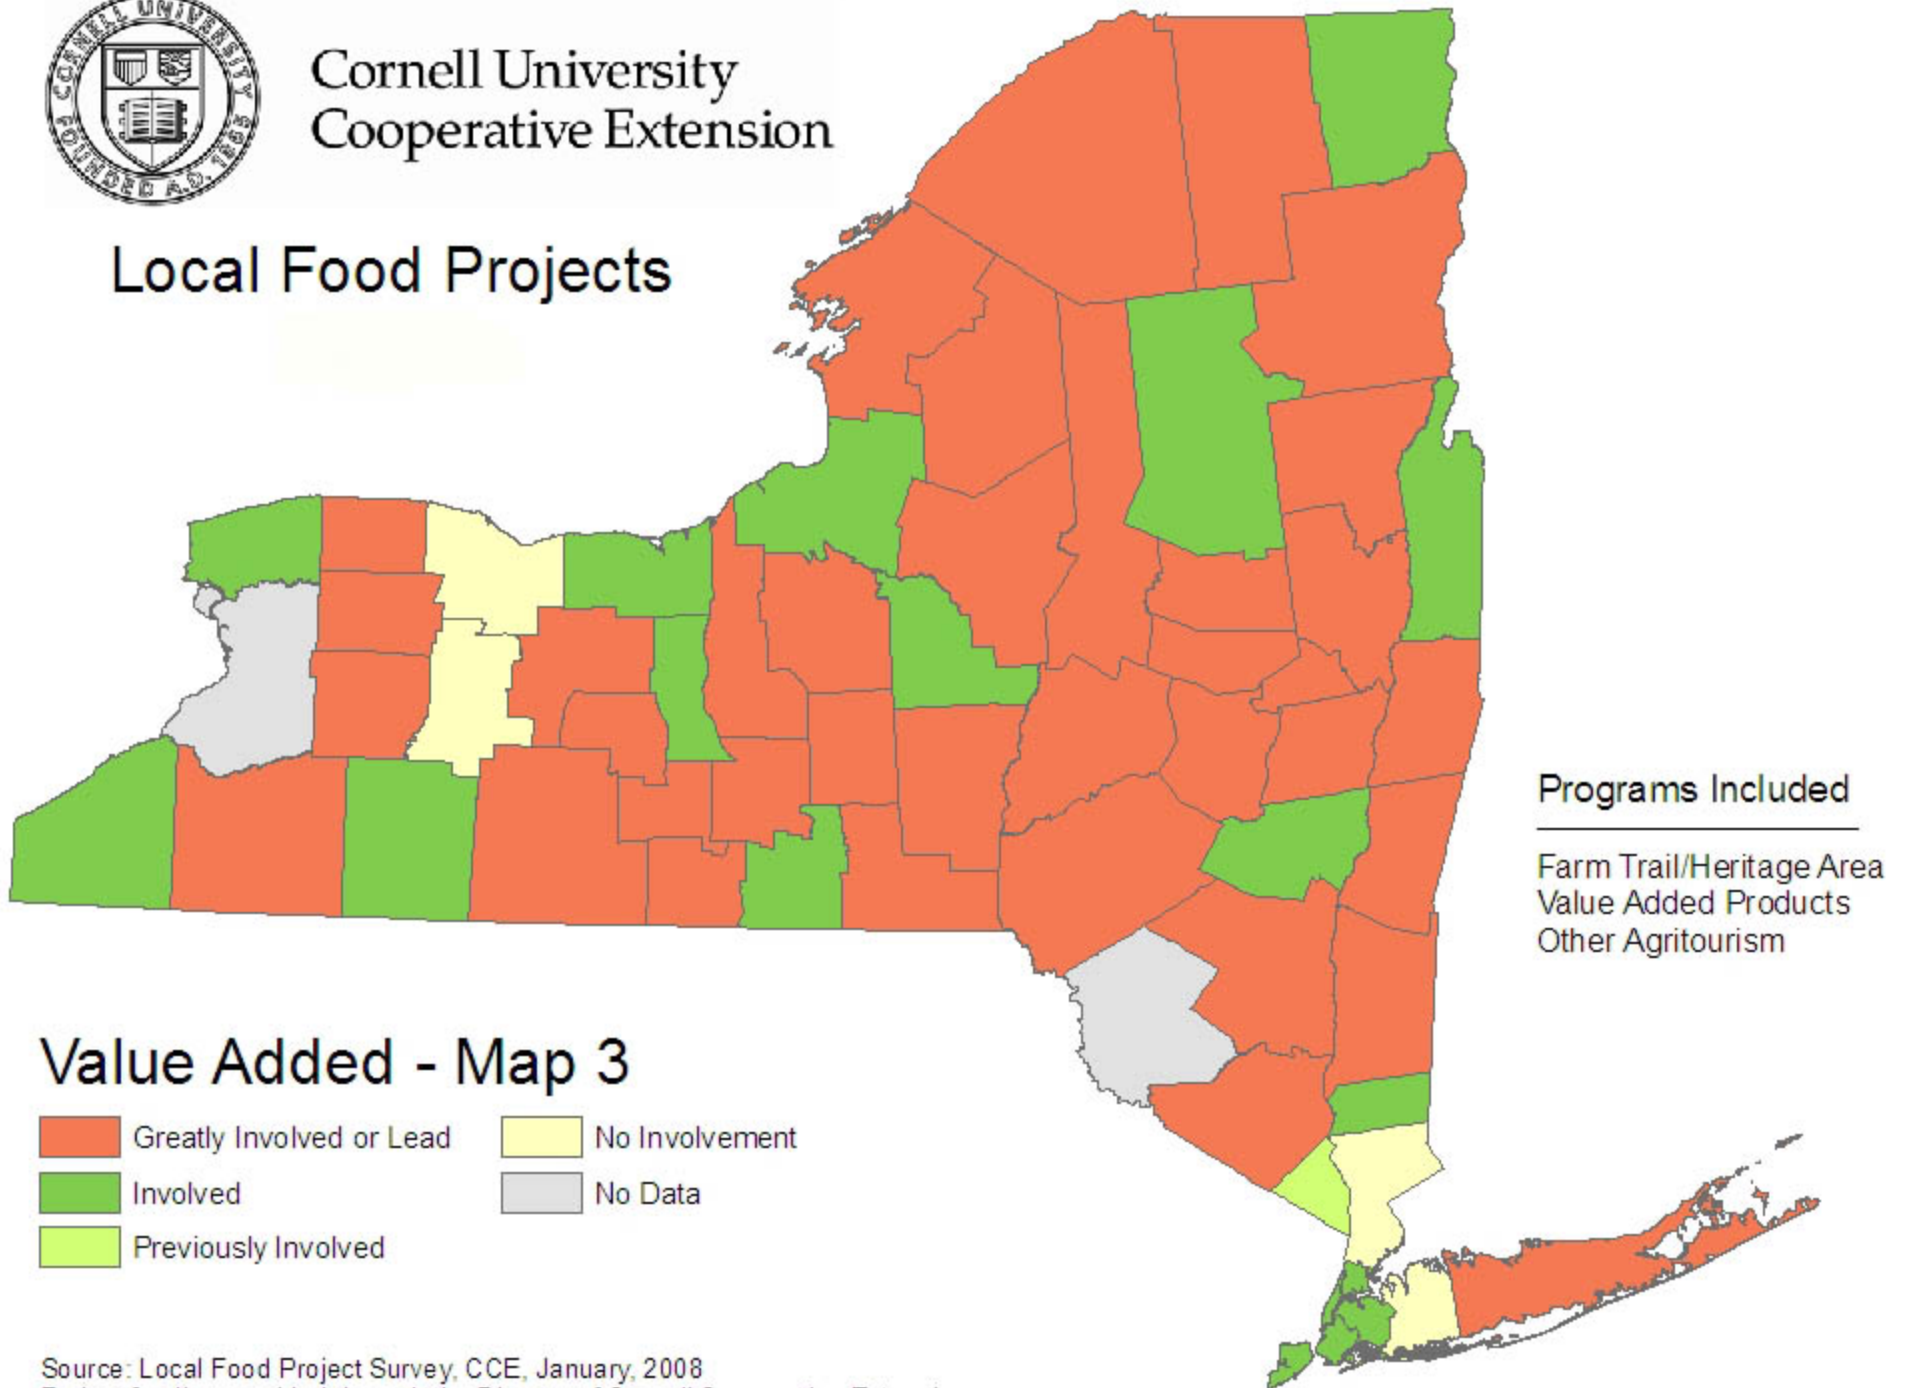 CORNELL UNIVERSITY
FOUNDED A.D. 1865
Cornell University
Cooperative Extension
Local Food Projects
Programs Included
Farm Trail/Heritage Area
Value Added Products
Other Agritourism
Value Added - Map 3
Greatly Involved or Lead
No Involvement
Involved
No Data
Previously Involved
Source: Local Food Project Survey, CCE, January, 2008